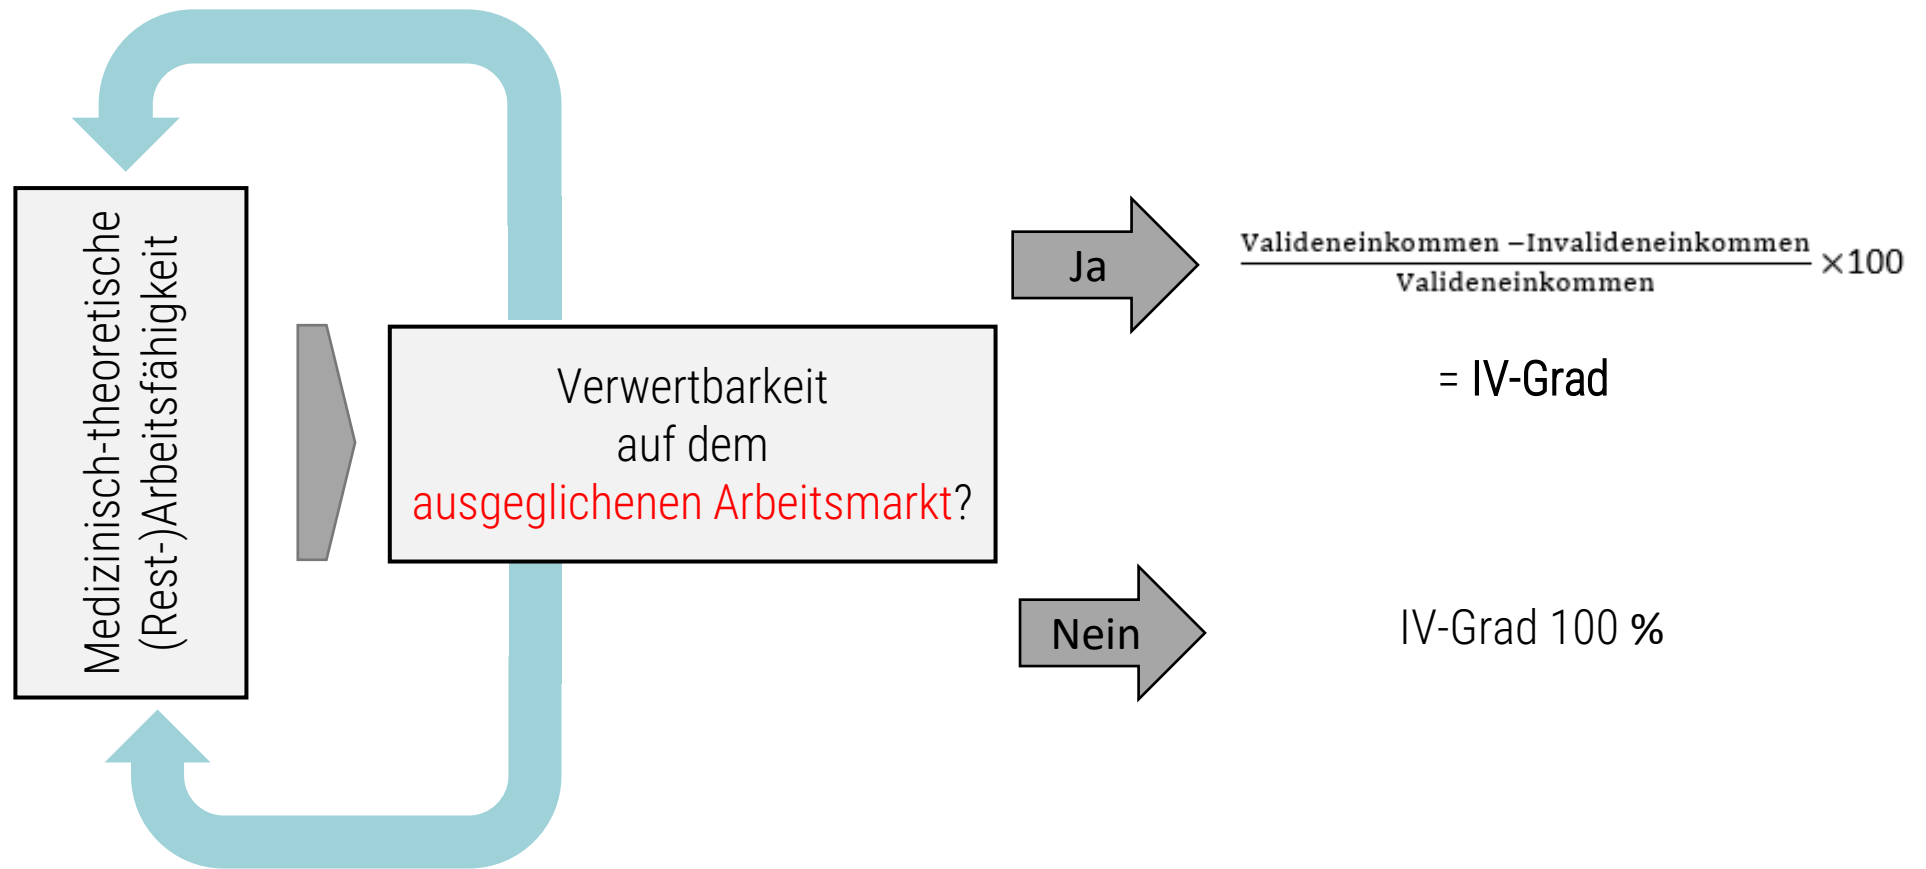 Medizinisch-theoretische
(Rest-)Arbeitsfähigkeit
Verwertbarkeit
auf dem
ausgeglichenen Arbeitsmarkt?
Ja
Valideneinkommen –Invalideneinkommen
Valideneinkommen
×100
= IV-Grad
Nein
IV-Grad 100 %